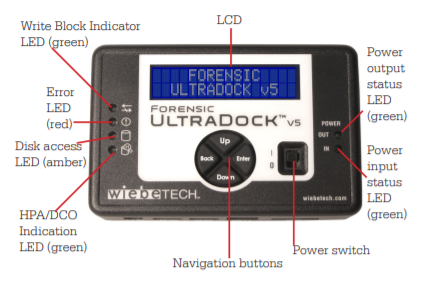 Write Block Indicator
LED (green)
LCD
Power
output
status
LED
(green)
Error
LED
(red)
Disk access
LED (amber)
HPA/DCO
Indication
LED (green)
Power
input
status
LED
(green)
Power switch
Navigation buttons
FORENSIC
ULTRADOCK v5
FORENSIC
ULTRADOCK™ v5
POWER
OUT
IN
Up
Back
Enter
Down
I
0
wiebeTECH.
wiebetech.com